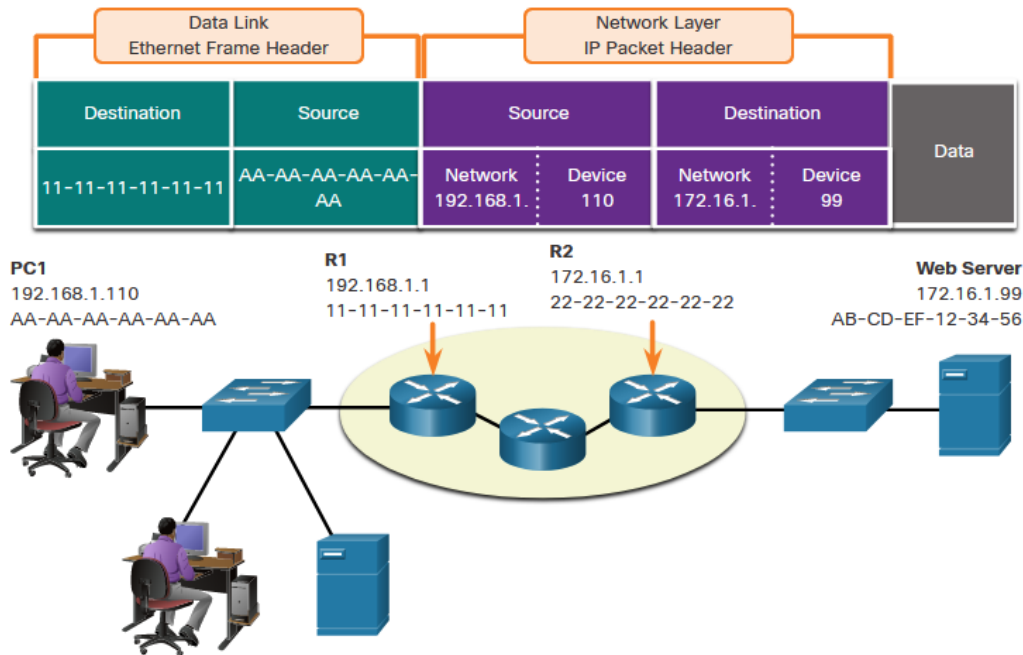 Data Link
Ethernet Frame Header
Network Layer
IP Packet Header
Destination
Source
Source
Destination
Data
11-11-11-11-11-11
AA-AA-AA-AA-AA-
AA
Network
192.168.1.
Device
110
Network
172.16.1.
Device
99
PC1
192.168.1.110
AA-AA-AA-AA-AA-AA
R1
192.168.1.1
11-11-11-11-11-11
R2
172.16.1.1
22-22-22-22-22-22
Web Server
172.16.1.99
AB-CD-EF-12-34-56